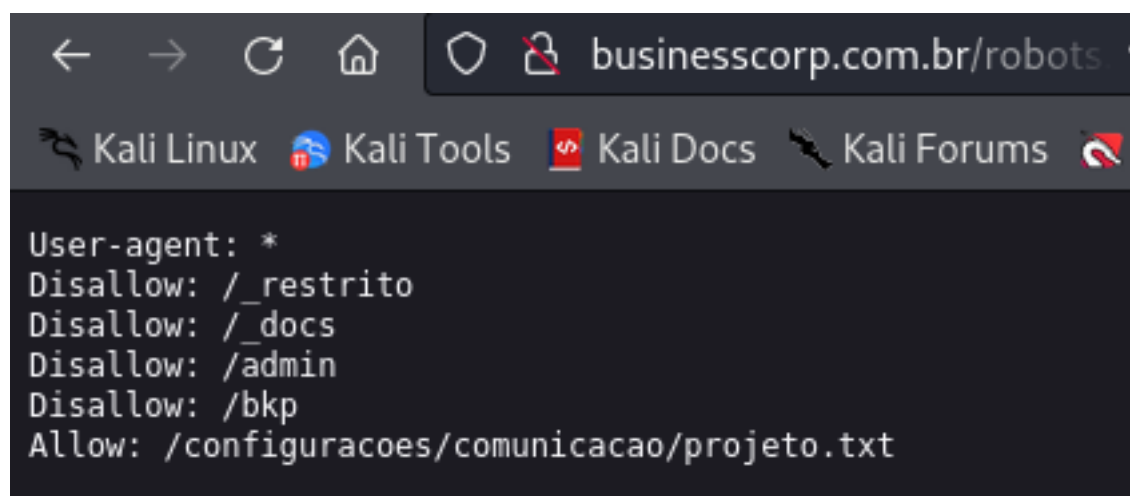 businesscorp.com.br/robots.
Kali Linux Kali Tools Kali Docs Kali Forums
User-agent: *
Disallow: /_restrito
Disallow: /_docs
Disallow: /admin
Disallow: /bkp
Allow: /configuracoes/comunicacao/projeto.txt